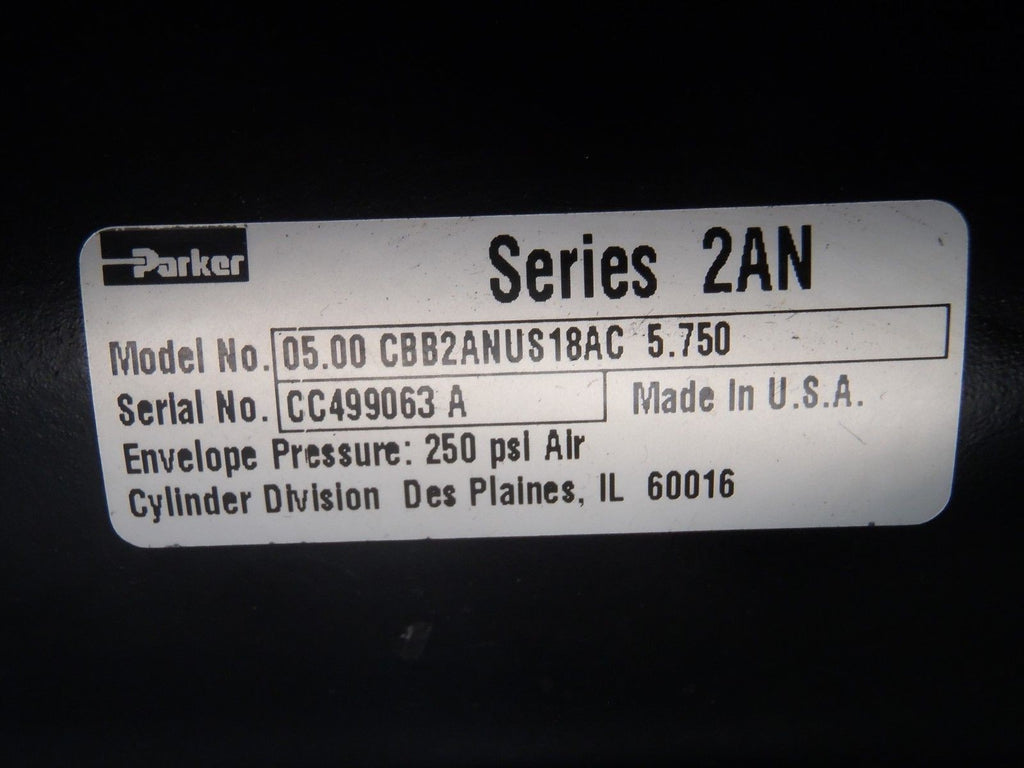 Parker
Series 2AN
Model No. 05.00 CBB2ANUS18AC 5.750
Serial No. CC499063 A Made In U.S.A.
Envelope Pressure: 250 psi Air
Cylinder Division Des Plaines, IL 60016